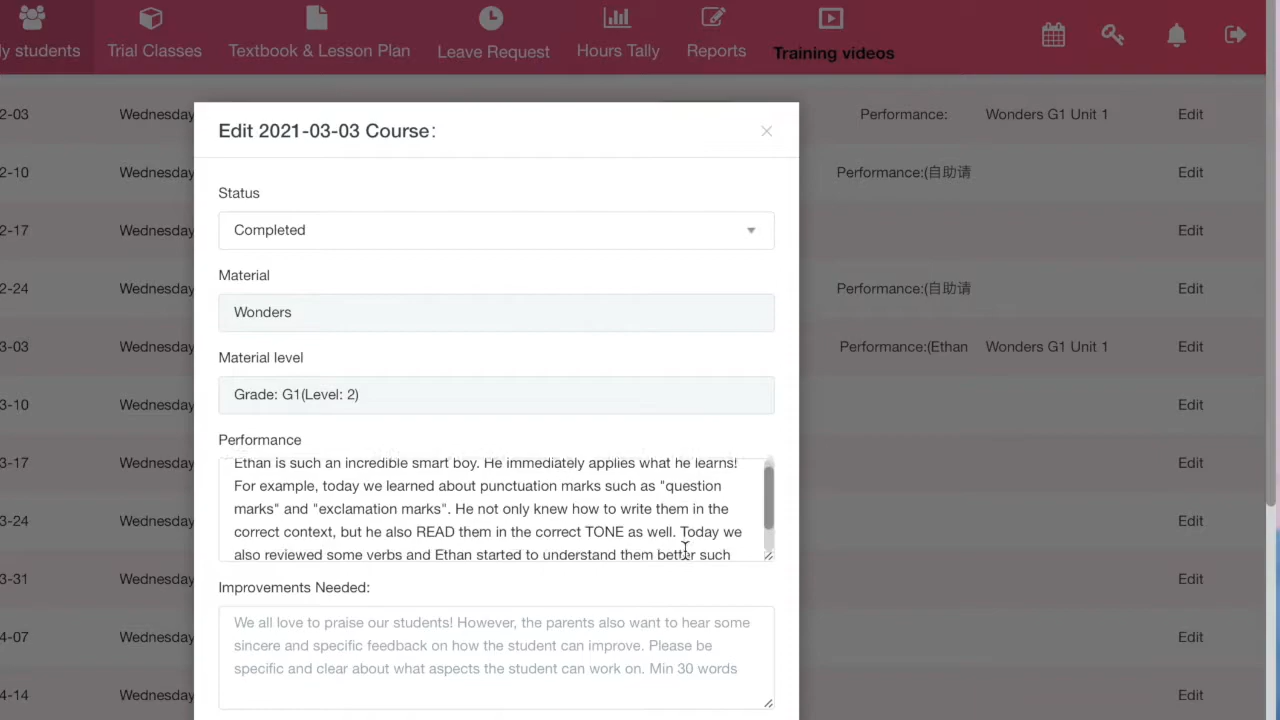 y students
Trial Classes
Textbook & Lesson Plan
Leave Request
Hours Tally
Reports
Training videos
2-03 Wednesday Performance: Wonders G1 Unit 1 Edit
Edit 2021-03-03 Course:
×
2-10 Wednesday Performance:(自助请 Edit
Status
2-17 Wednesday Completed Edit
Material
2-24 Wednesday Performance:(自助请 Edit
Wonders
3-03 Wednesday Performance:(Ethan Wonders G1 Unit 1 Edit
Material level
3-10 Wednesday Grade: G1(Level: 2) Edit
Performance
3-17 Wednesday Ethan is such an incredible smart boy. He immediately applies what he learns! Edit
For example, today we learned about punctuation marks such as "question
marks" and "exclamation marks". He not only knew how to write them in the
3-24 Wednesday correct context, but he also READ them in the correct TONE as well. Today we Edit
also reviewed some verbs and Ethan started to understand them better such
3-31 Wednesday Improvements Needed: Edit
We all love to praise our students! However, the parents also want to hear some
4-07 Wednesday sincere and specific feedback on how the student can improve. Please be Edit
specific and clear about what aspects the student can work on. Min 30 words
4-14 Wednesday Edit